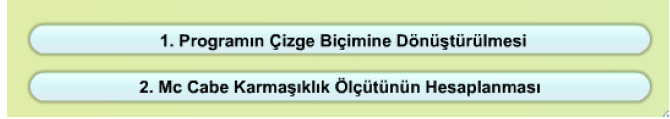 1. Programın Çizge Biçimine Dönüştürülmesi
2. Mc Cabe Karmaşıklık Ölçütünün Hesaplanması